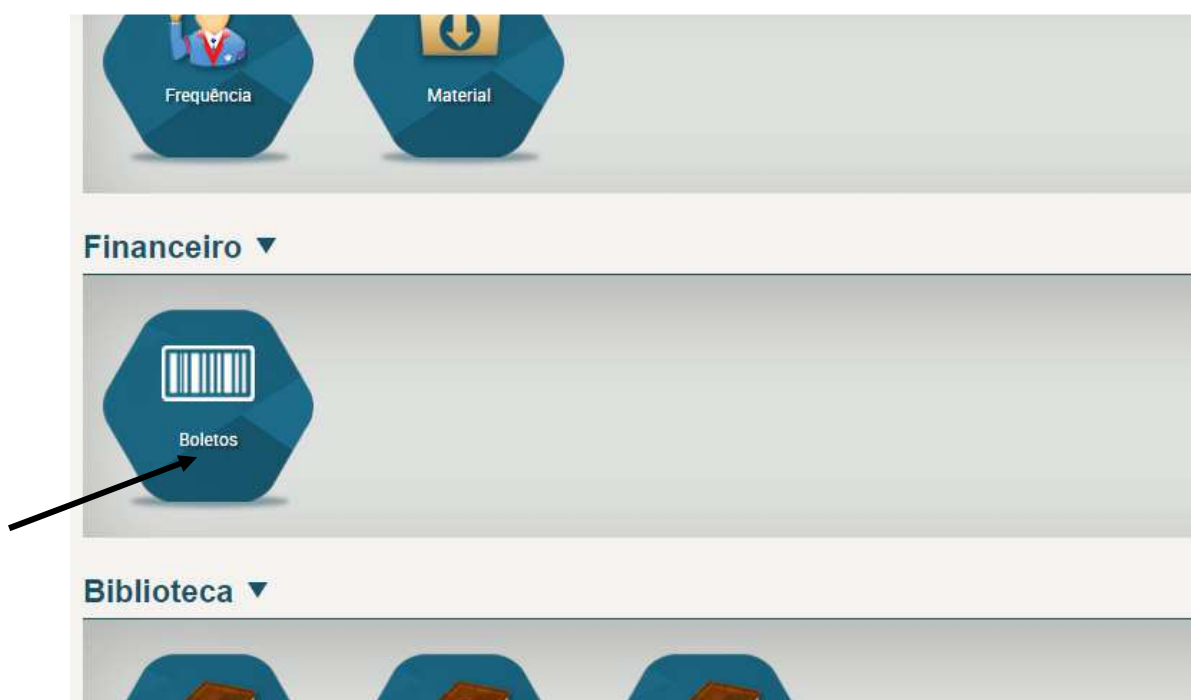 Frequência
Material
Financeiro ▼
Boletos
Biblioteca ▼